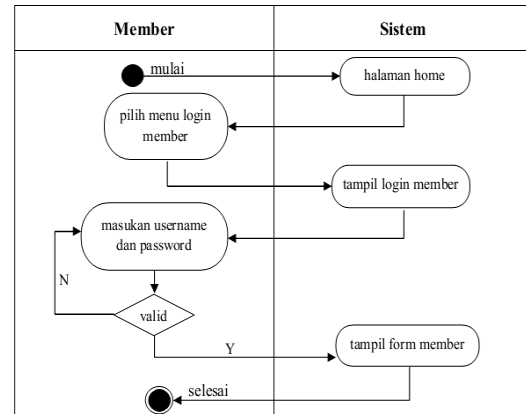 Member
Sistem
mulai
halaman home
pilih menu login
member
tampil login member
masukan username
dan password
N
valid
Y
tampil form member
selesai